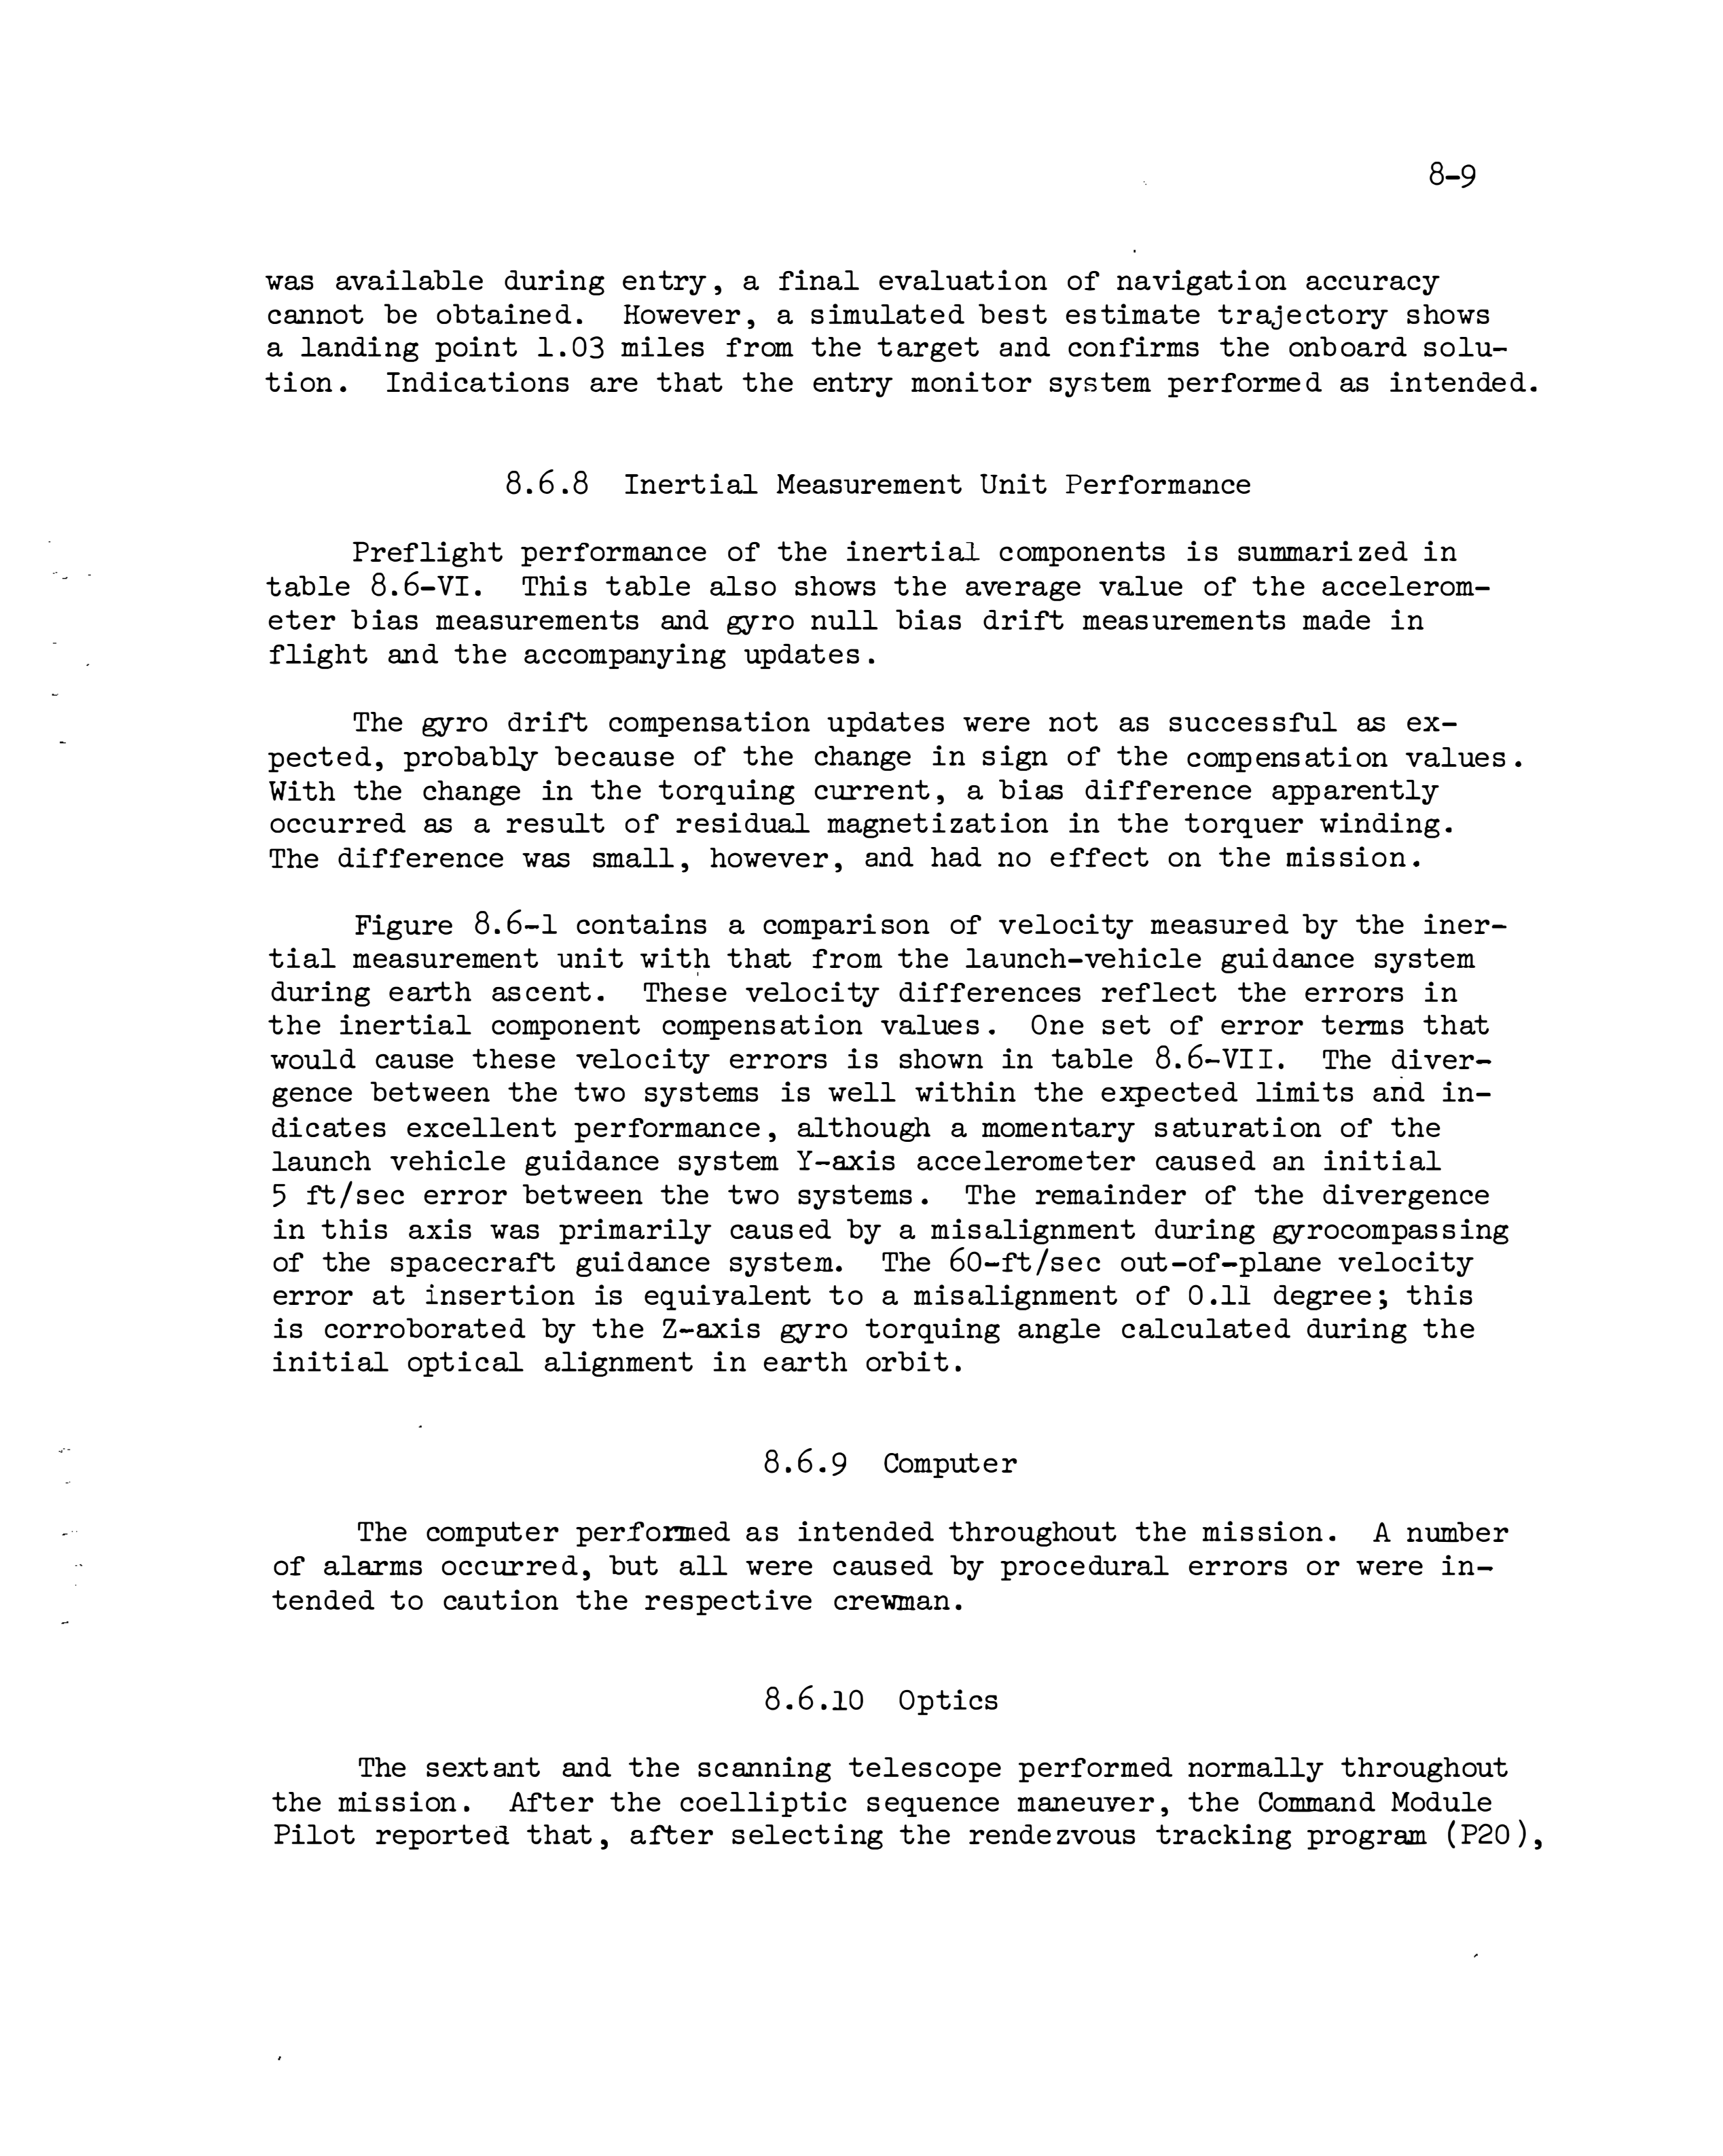 8-9
was available during entry, a final evaluation of navigation accuracy
cannot be obtained. However, a simulated best estimate trajectory shows
a landing point 1.03 miles from the target and confirms the onboard solu-
tion. Indications are that the entry monitor system performed as intended.
8.6.8 Inertial Measurement Unit Performance
Preflight performance of the inertial components is summarized in
table 8.6-VI. This table also shows the average value of the accelerom-
eter bias measurements and gyro null bias drift measurements made in
flight and the accompanying updates.
The gyro drift compensation updates were not as successful as ex-
pected, probably because of the change in sign of the compensation values.
With the change in the torquing current, a bias difference apparently
occurred as a result of residual magnetization in the torquer winding.
The difference was small, however, and had no effect on the mission.
Figure 8.6-1 contains a comparison of velocity measured by the iner-
tial measurement unit with that from the launch-vehicle guidance system
during earth ascent. These velocity differences reflect the errors in
the inertial component compensation values. One set of error terms that
would cause these velocity errors is shown in table 8.6-VII. The diver-
gence between the two systems is well within the expected limits and in-
dicates excellent performance, although a momentary saturation of the
launch vehicle guidance system Y-axis accelerometer caused an initial
5 ft/sec error between the two systems. The remainder of the divergence
in this axis was primarily caused by a misalignment during gyrocompassing
of the spacecraft guidance system. The 60-ft/sec out-of-plane velocity
error at insertion is equivalent to a misalignment of 0.11 degree; this
is corroborated by the Z-axis gyro torquing angle calculated during the
initial optical alignment in earth orbit.
8.6.9 Computer
The computer performed as intended throughout the mission. A number
of alarms occurred, but all were caused by procedural errors or were in-
tended to caution the respective crewman.
8.6.10 Optics
The sextant and the scanning telescope performed normally throughout
the mission. After the coelliptic sequence maneuver, the Command Module
Pilot reported that, after selecting the rendezvous tracking program (P20),